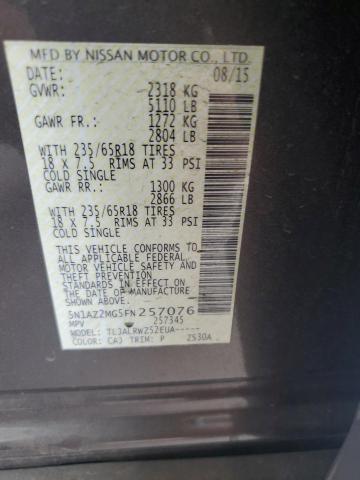 MFD BY NISSAN MOTOR CO., LTD.
DATE: 08/15
GVWR: 2318 KG
5110 LB
GAWR FR.: 1272 KG
2804 LB
WITH 235/65R18 TIRES
18 X 7.5 RIMS AT 33 PSI
COLD SINGLE
GAWR RR.: 1300 KG
2866 LB
WITH 235/65R18 TIRES
18 X 7.5 RIMS AT 33 PSI
COLD SINGLE
THIS VEHICLE CONFORMS TO
ALL APPLICABLE FEDERAL
MOTOR VEHICLE SAFETY AND
THEFT PREVENTION
STANDARDS IN EFFECT ON
THE DATE OF MANUFACTURE
5N1AZ2MG5FN257076
MPV 257345
MODEL: TLJALRWZ52EUA-----
COLOR: CAJ TRIM: P ZS30A